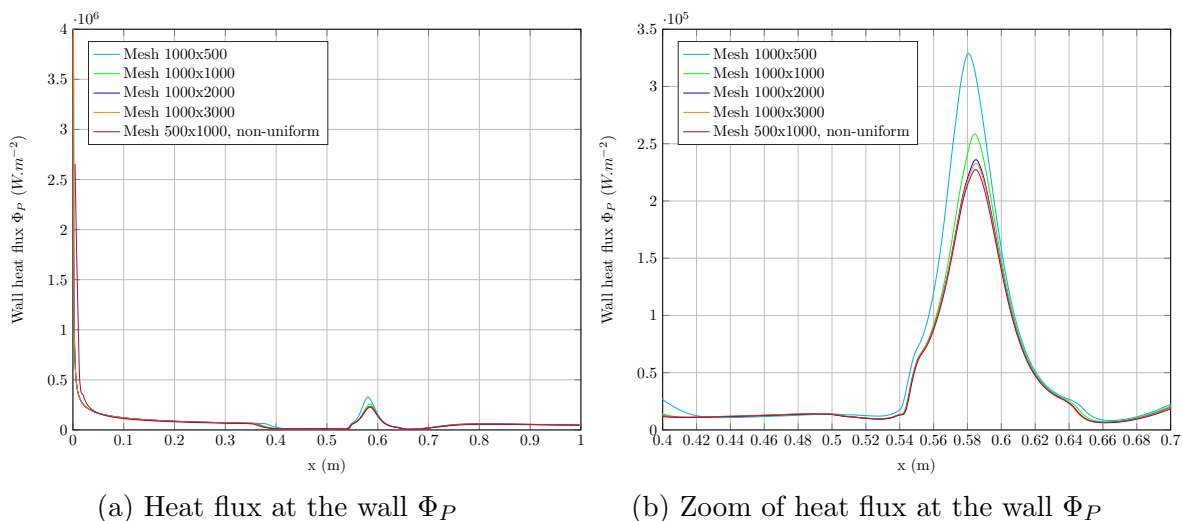 ·10⁶
4
3.5
3
2.5
2
1.5
1
0.5
0
Wall heat flux Φ_P (W.m⁻²)
Mesh 1000x500
Mesh 1000x1000
Mesh 1000x2000
Mesh 1000x3000
Mesh 500x1000, non-uniform
0 0.1 0.2 0.3 0.4 0.5 0.6 0.7 0.8 0.9 1
x (m)
(a) Heat flux at the wall Φ_P
·10⁵
3.5
3
2.5
2
1.5
1
0.5
0
Wall heat flux Φ_P (W.m⁻²)
Mesh 1000x500
Mesh 1000x1000
Mesh 1000x2000
Mesh 1000x3000
Mesh 500x1000, non-uniform
0.4 0.42 0.44 0.46 0.48 0.5 0.52 0.54 0.56 0.58 0.6 0.62 0.64 0.66 0.68 0.7
x (m)
(b) Zoom of heat flux at the wall Φ_P